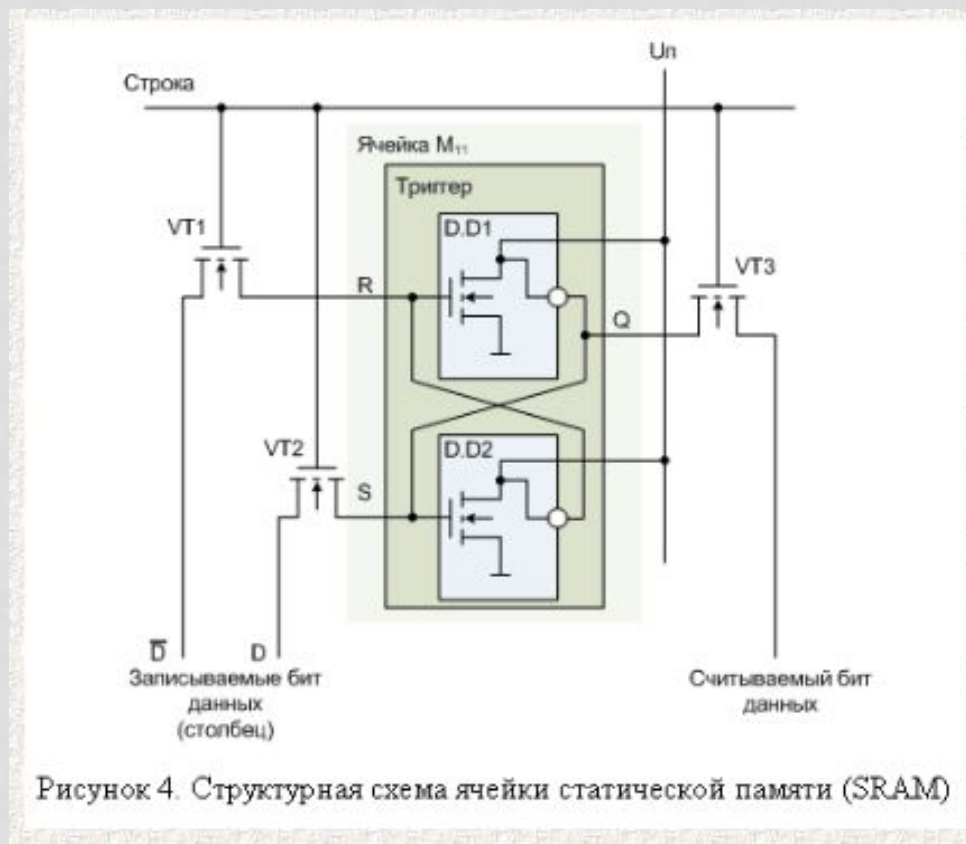 Uп
Строка
Ячейка M₁₁
Триггер
D.D1
VT1
VT3
R
Q
D.D2
VT2
S
D̅
D
Записываемые бит
данных
(столбец)
Считываемый бит
данных
Рисунок 4. Структурная схема ячейки статической памяти (SRAM)